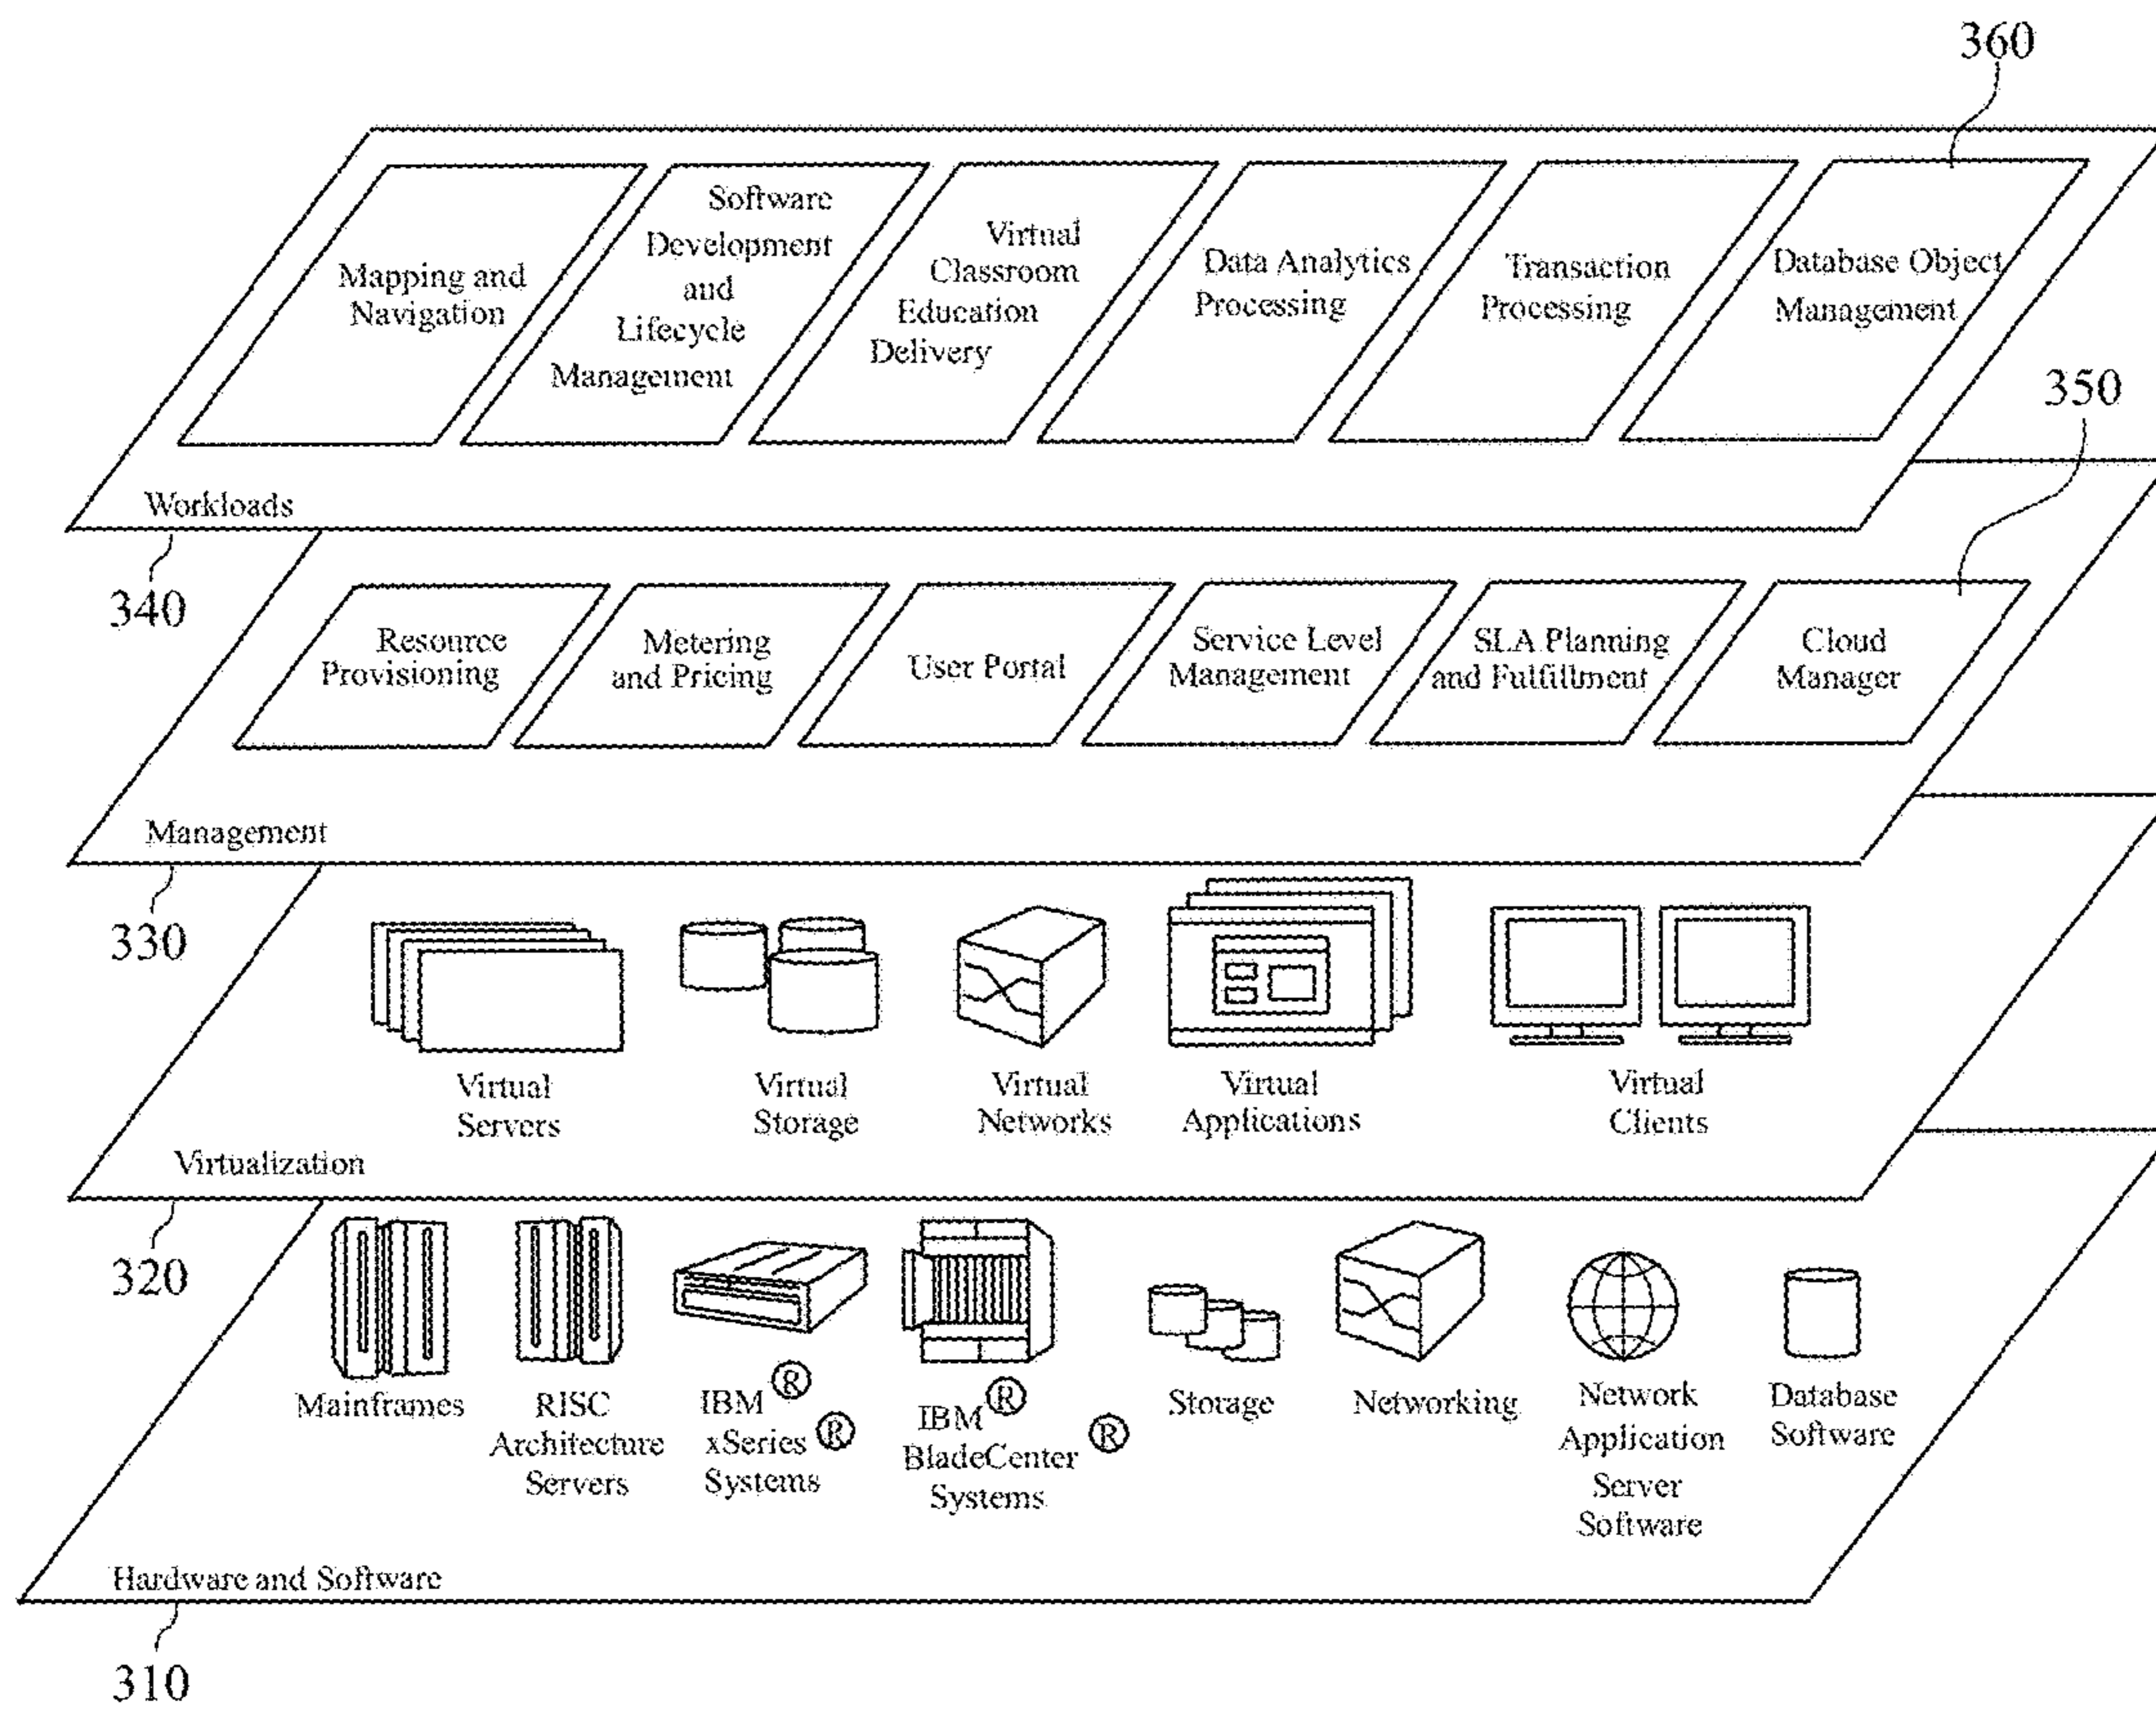 360
Mapping and
Navigation
Software
Development
and
Lifecycle
Management
Virtual
Classroom
Education
Delivery
Data Analytics
Processing
Transaction
Processing
Database Object
Management
350
Workloads
340
Resource
Provisioning
Metering
and Pricing
User Portal
Service Level
Management
SLA Planning
and Fulfillment
Cloud
Manager
Management
330
Virtual
Servers
Virtual
Storage
Virtual
Networks
Virtual
Applications
Virtual
Clients
Virtualization
320
Mainframes
RISC
Architecture
Servers
IBM ®
xSeries ®
Systems
IBM ®
BladeCenter ®
Systems
Storage
Networking
Network
Application
Server
Software
Database
Software
Hardware and Software
310